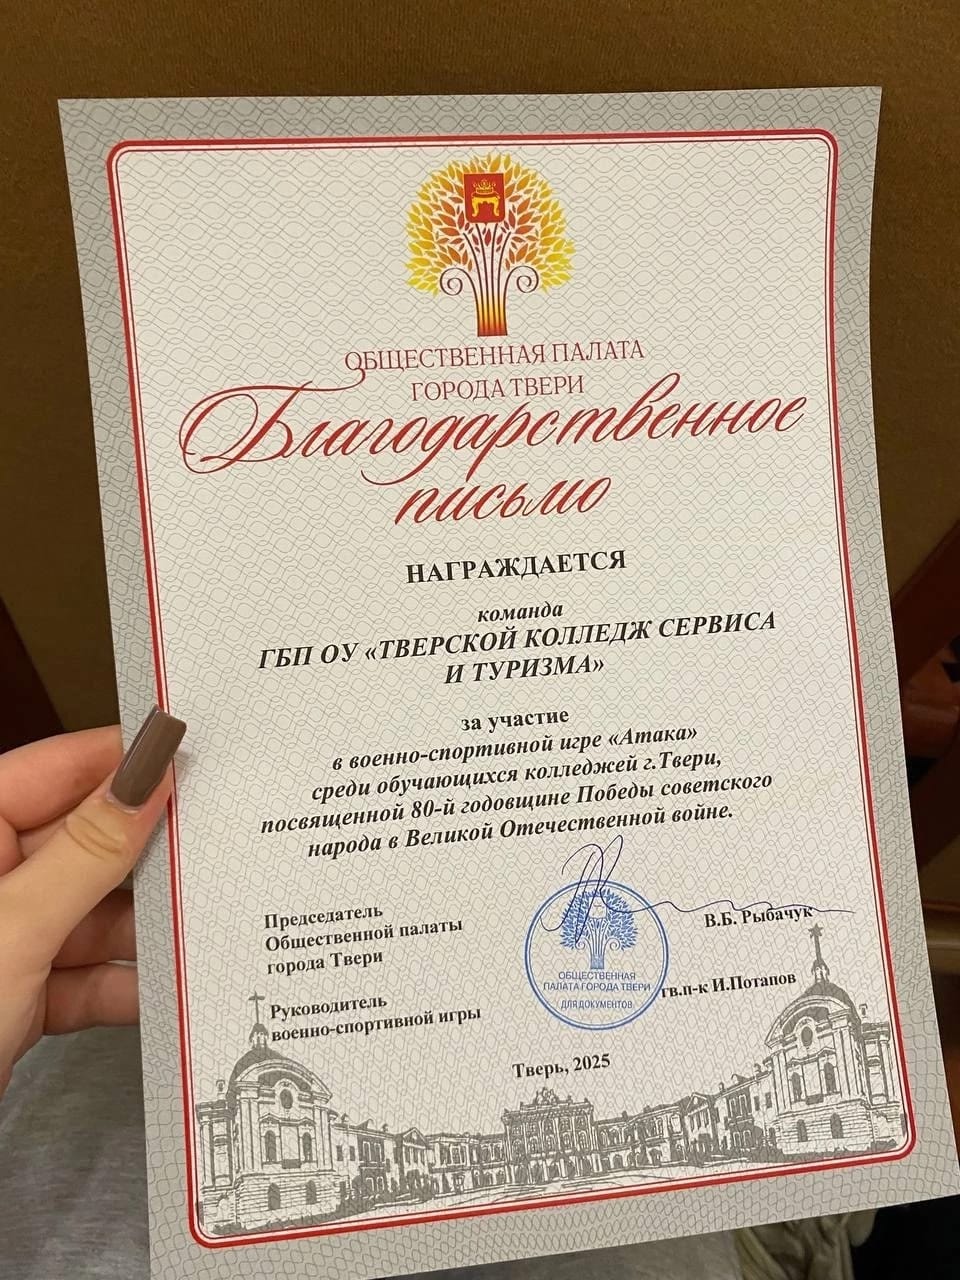 ОБЩЕСТВЕННАЯ ПАЛАТА
ГОРОДА ТВЕРИ
Благодарственное
письмо
НАГРАЖДАЕТСЯ
команда
ГБП ОУ «ТВЕРСКОЙ КОЛЛЕДЖ СЕРВИСА
И ТУРИЗМА»
за участие
в военно-спортивной игре «Атака»
среди обучающихся колледжей г.Твери,
посвященной 80-й годовщине Победы советского
народа в Великой Отечественной войне.
Председатель
Общественной палаты
города Твери
В.Б. Рыбачук
ОБЩЕСТВЕННАЯ
ПАЛАТА ГОРОДА ТВЕРИ
ДЛЯ ДОКУМЕНТОВ
Руководитель
военно-спортивной игры
гв.п-к И.Потапов
Тверь, 2025